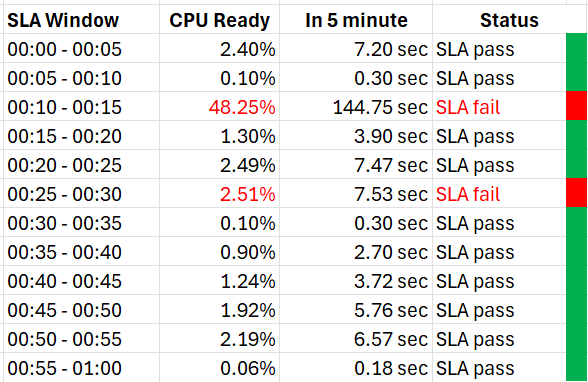 SLA Window CPU Ready In 5 minute Status
00:00 - 00:05 2.40% 7.20 sec SLA pass
00:05 - 00:10 0.10% 0.30 sec SLA pass
00:10 - 00:15 48.25% 144.75 sec SLA fail
00:15 - 00:20 1.30% 3.90 sec SLA pass
00:20 - 00:25 2.49% 7.47 sec SLA pass
00:25 - 00:30 2.51% 7.53 sec SLA fail
00:30 - 00:35 0.10% 0.30 sec SLA pass
00:35 - 00:40 0.90% 2.70 sec SLA pass
00:40 - 00:45 1.24% 3.72 sec SLA pass
00:45 - 00:50 1.92% 5.76 sec SLA pass
00:50 - 00:55 2.19% 6.57 sec SLA pass
00:55 - 01:00 0.06% 0.18 sec SLA pass